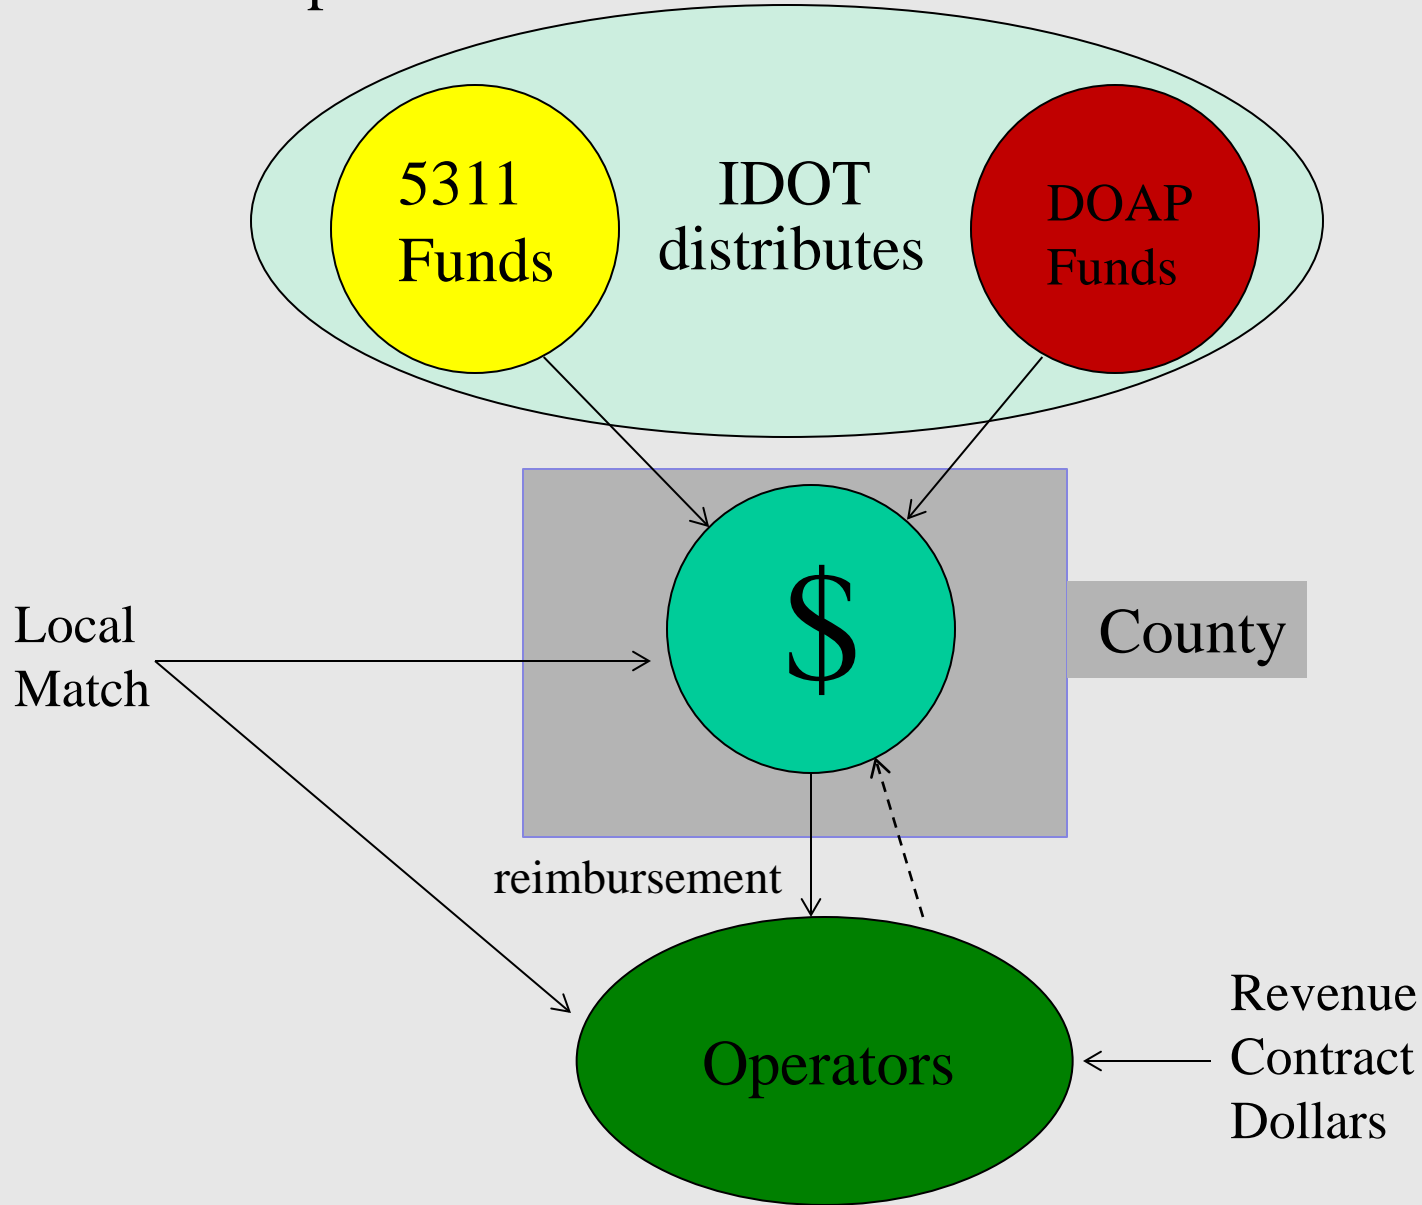 5311
Funds
IDOT
distributes
DOAP
Funds
$
County
Local
Match
reimbursement
Operators
Revenue
Contract
Dollars